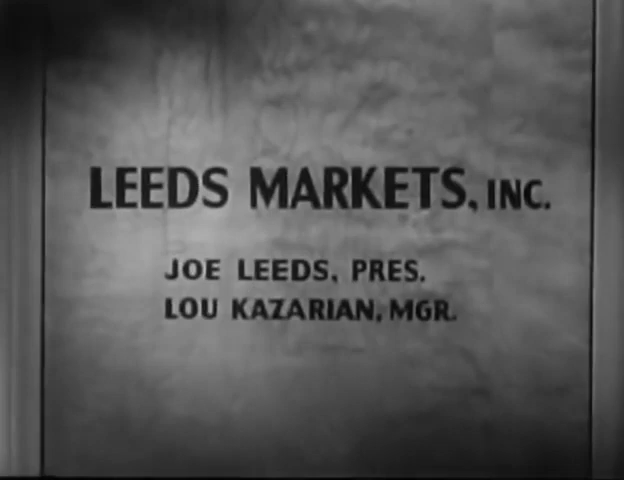 LEEDS MARKETS, INC.
JOE LEEDS, PRES.
LOU KAZARIAN, MGR.